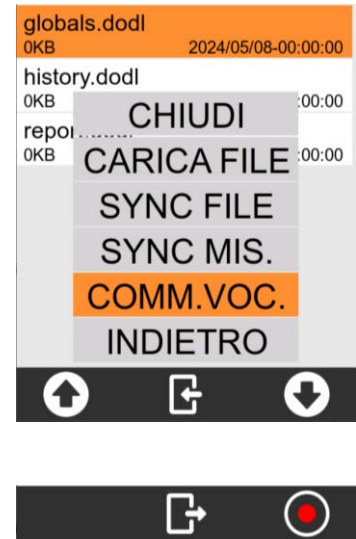 globals.dodl
0KB 2024/05/08-00:00:00
history.dodl
0KB :00:00
CHIUDI
repor
0KB :00:00
CARICA FILE
SYNC FILE
SYNC MIS.
COMM.VOC.
INDIETRO